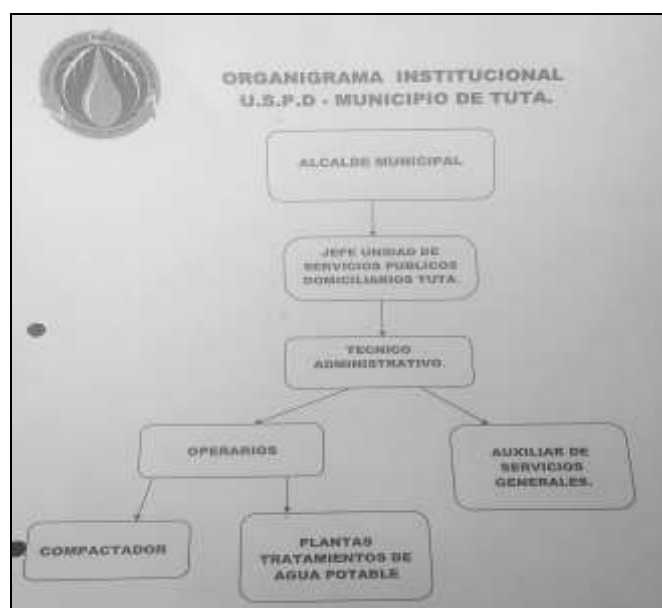 ORGANIGRAMA INSTITUCIONAL
U.S.P.D - MUNICIPIO DE TUTA.
ALCALDE MUNICIPAL
JEFE UNIDAD DE
SERVICIOS PUBLICOS
DOMICILIARIOS TUTA.
TECNICO
ADMINISTRATIVO
OPERARIOS
AUXILIAR DE
SERVICIOS
GENERALES.
COMPACTADOR
PLANTAS
TRATAMIENTOS DE
AGUA POTABLE